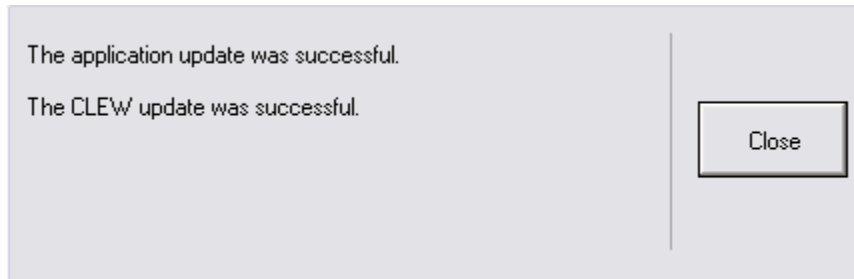 The application update was successful.
The CLEW update was successful.
Close